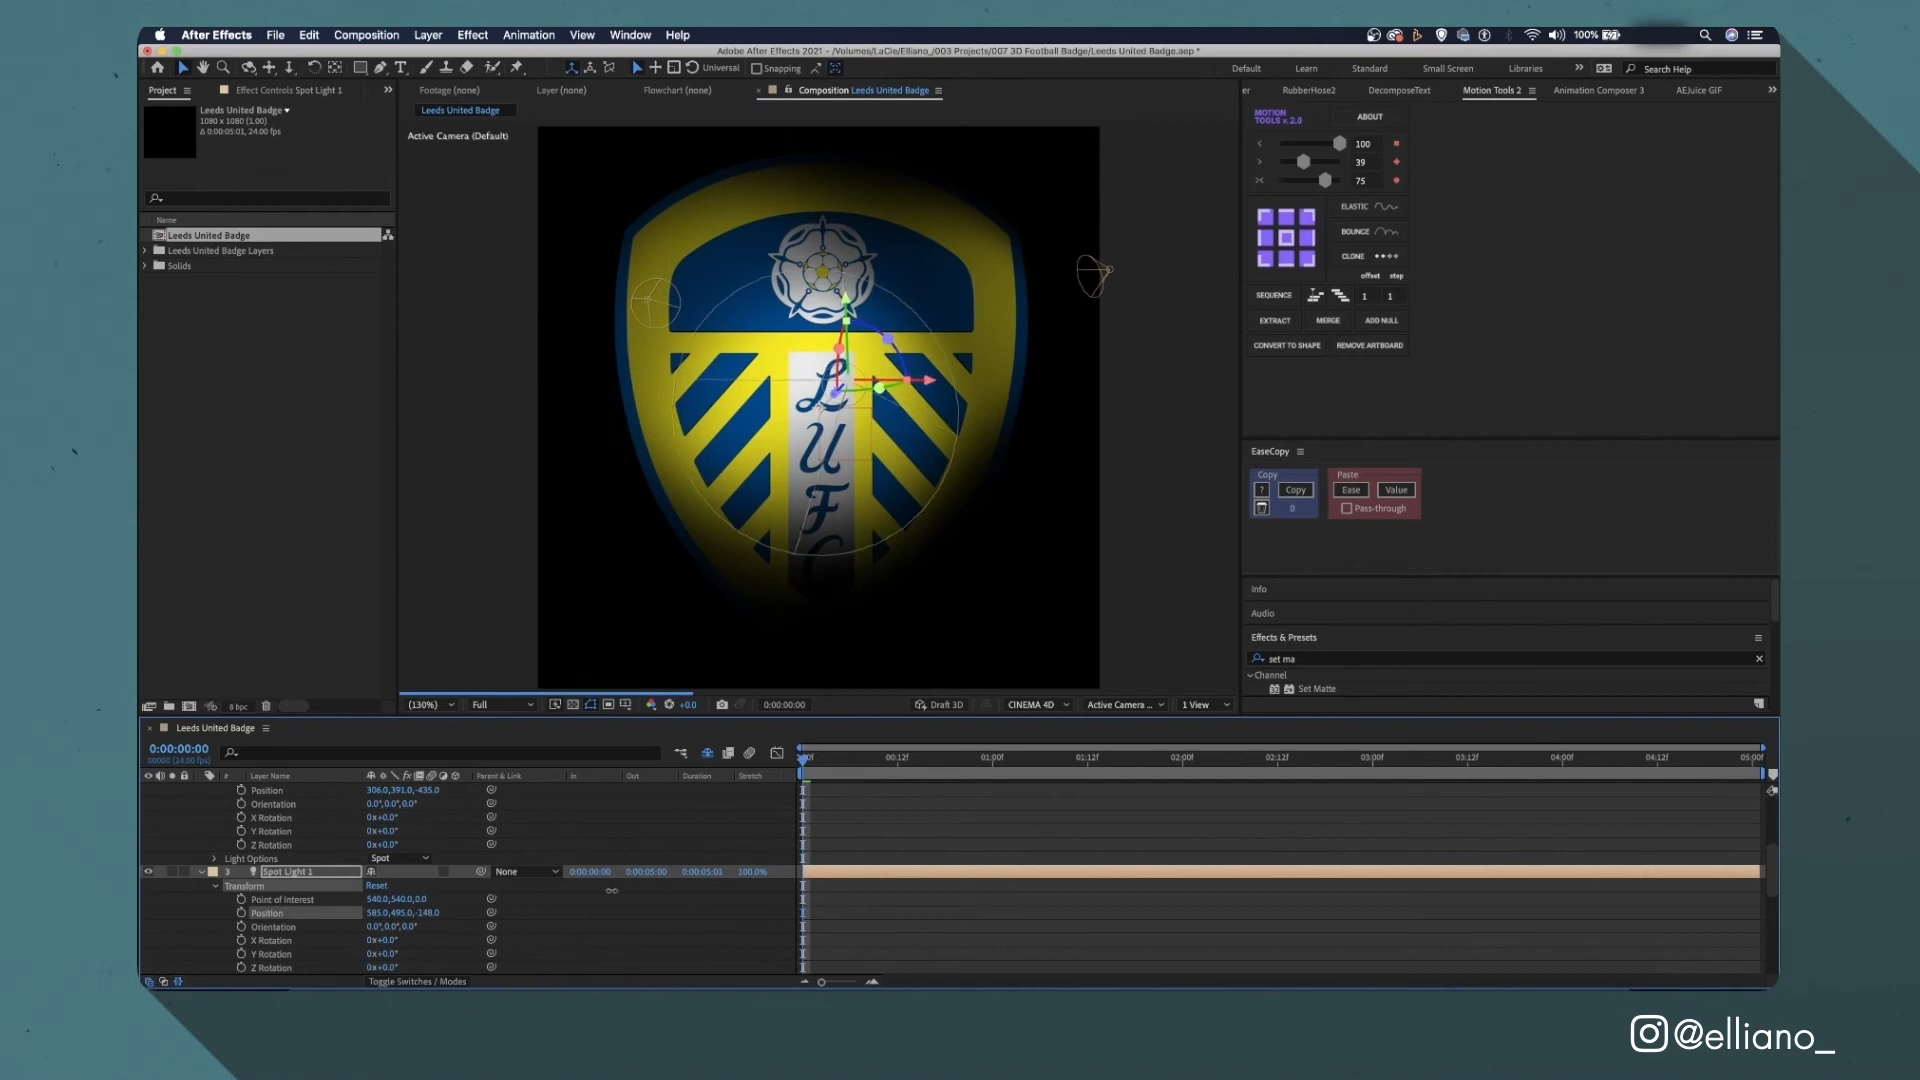 After Effects File Edit Composition Layer Effect Animation View Window Help 100%
Adobe After Effects 2021 - /Volumes/LaCie/Elliano_/003 Projects/007 3D Football Badge/Leeds United Badge.aep *
Universal Snapping Default Learn Standard Small Screen Libraries Search Help
Project Effect Controls Spot Light 1
Footage (none) Layer (none) Flowchart (none) Composition Leeds United Badge
er RubberHose2 DecomposeText Motion Tools 2 Animation Composer 3 AEJuice GIF
Leeds United Badge
1080 x 1080 (1.00)
Δ 0:00:05:01, 24.00 fps
Leeds United Badge
Active Camera (Default)
Name
Leeds United Badge
Leeds United Badge Layers
Solids
L
U
F
C
MOTION
TOOLS v. 2.0
ABOUT
100
39
75
ELASTIC
BOUNCE
CLONE
offset step
SEQUENCE 1 1
EXTRACT MERGE ADD NULL
CONVERT TO SHAPE REMOVE ARTBOARD
EaseCopy
Copy Paste
? Copy Ease Value
0 Pass-through
Info
Audio
Effects & Presets
set ma
Channel
Set Matte
8 bpc
(130%) Full +0.0 0:00:00:00 Draft 3D CINEMA 4D Active Camera ... 1 View
Leeds United Badge
0:00:00:00
00000 (24.00 fps)
00f 00:12f 01:00f 01:12f 02:00f 02:12f 03:00f 03:12f 04:00f 04:12f 05:00f
# Layer Name Parent & Link In Out Duration Stretch
Position 306.0,391.0,-435.0
Orientation 0.0°,0.0°,0.0°
X Rotation 0x+0.0°
Y Rotation 0x+0.0°
Z Rotation 0x+0.0°
Light Options Spot
3 Spot Light 1 None 0:00:00:00 0:00:05:00 0:00:05:01 100.0%
Transform Reset
Point of Interest 540.0,540.0,0.0
Position 585.0,495.0,-148.0
Orientation 0.0°,0.0°,0.0°
X Rotation 0x+0.0°
Y Rotation 0x+0.0°
Z Rotation 0x+0.0°
Toggle Switches / Modes
@elliano_